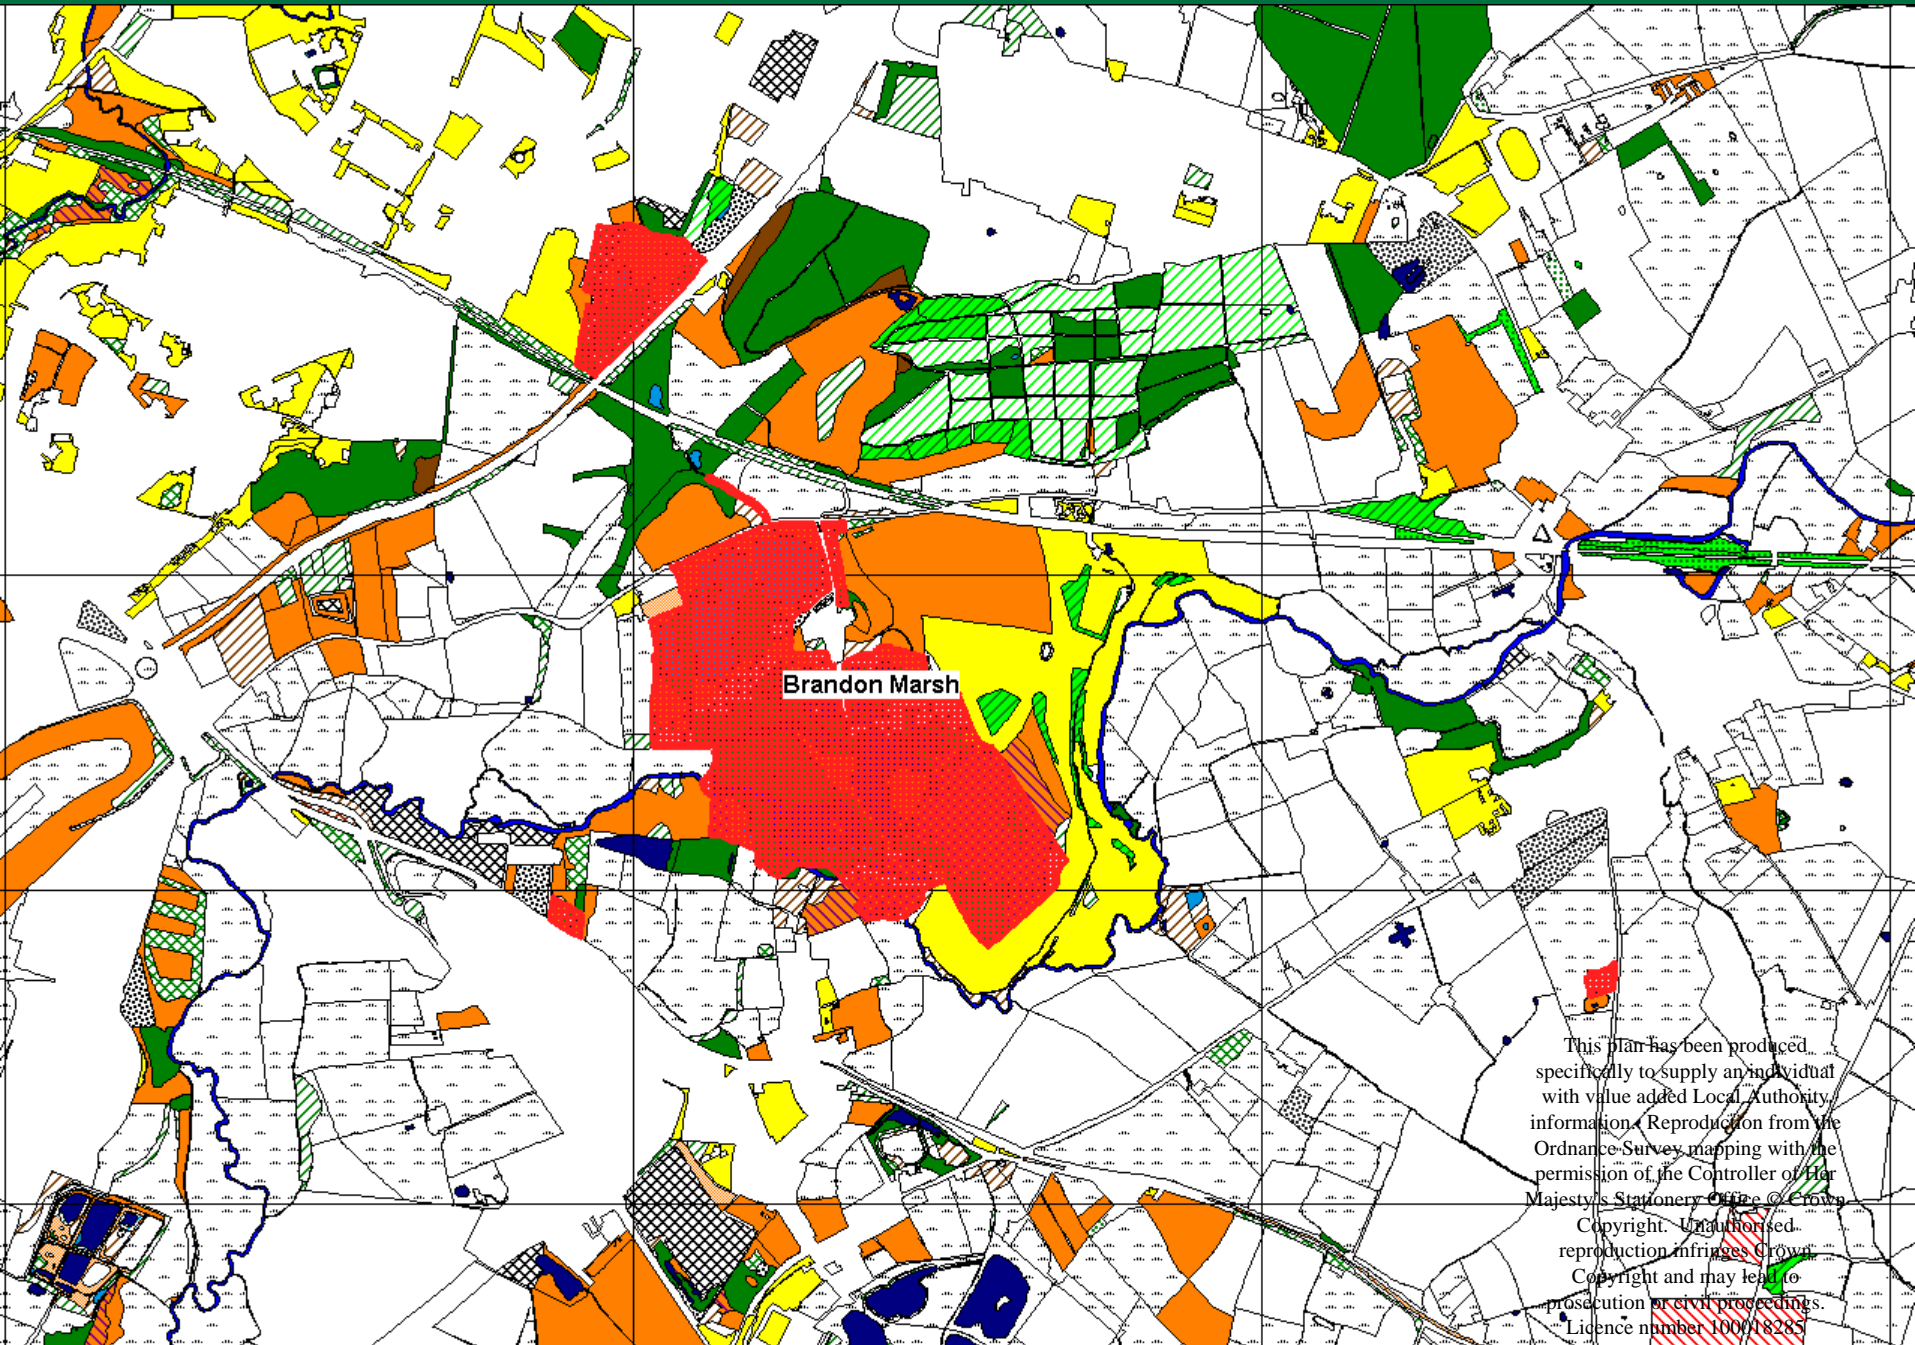 Brandon Marsh
This plan has been produced
specifically to supply an individual
with value added Local Authority
information. Reproduction from the
Ordnance Survey mapping with the
permission of the Controller of Her
Majesty's Stationery Office © Crown
Copyright. Unauthorised
reproduction infringes Crown
Copyright and may lead to
prosecution or civil proceedings.
Licence number 100018285